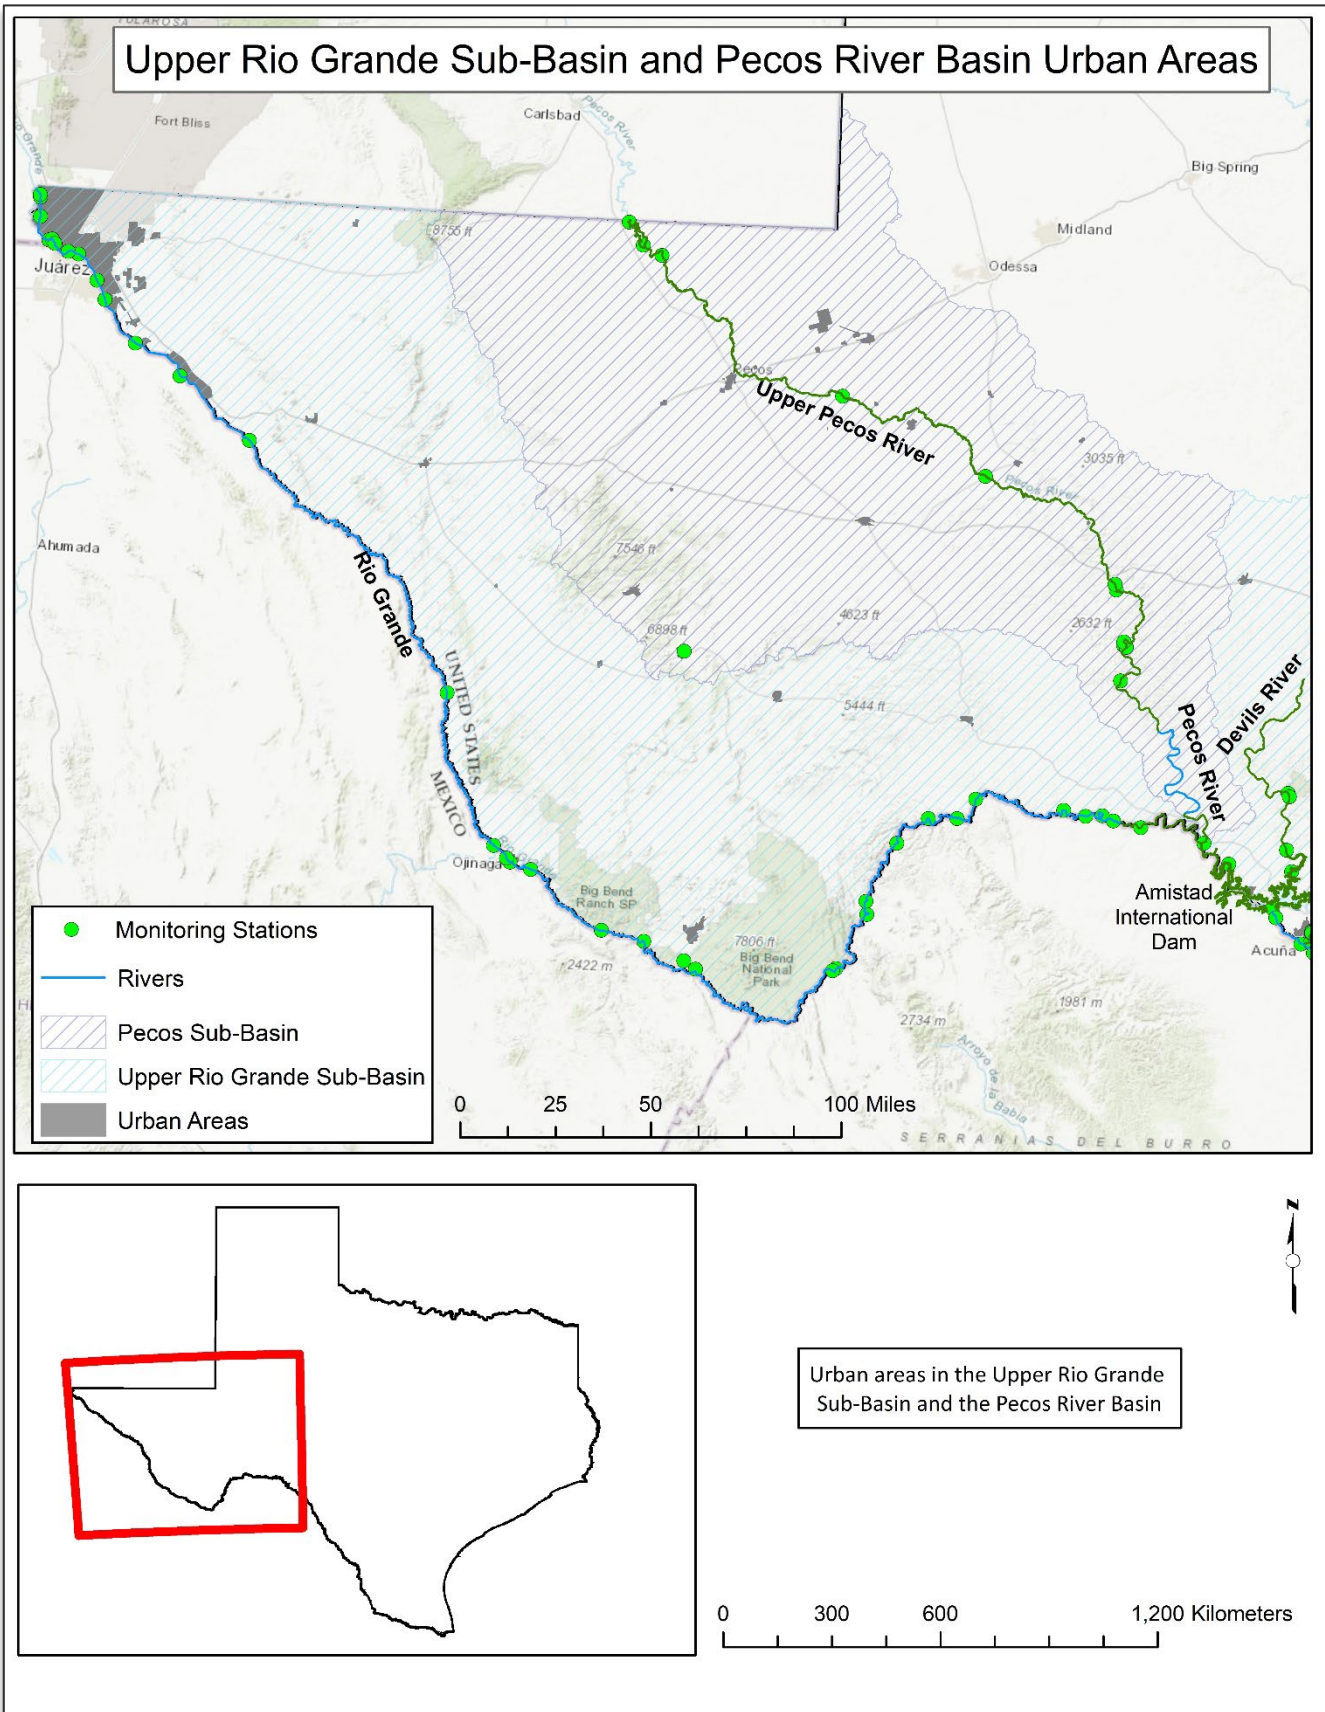 TULAROSA
Upper Rio Grande Sub-Basin and Pecos River Basin Urban Areas
Carlsbad
Pecos River
Fort Bliss
Big Spring
8755 ft
Midland
Juárez
Odessa
Pecos
Upper Pecos River
3035 ft
Pecos River
Ahumada
7546 ft
Rio Grande
6898 ft
4623 ft
2632 ft
UNITED STATES
MEXICO
5444 ft
Pecos River
Devils River
Ojinaga
Big Bend
Ranch SP
Amistad
International
Dam
Acuña
7806 ft
Big Bend
National
Park
2422 m
1981 m
2734 m
Arroyo de la Babia
SERRANIAS DEL BURRO
Monitoring Stations
Rivers
Pecos Sub-Basin
Upper Rio Grande Sub-Basin
Urban Areas
0 25 50 100 Miles
N
Urban areas in the Upper Rio Grande
Sub-Basin and the Pecos River Basin
0 300 600 1,200 Kilometers